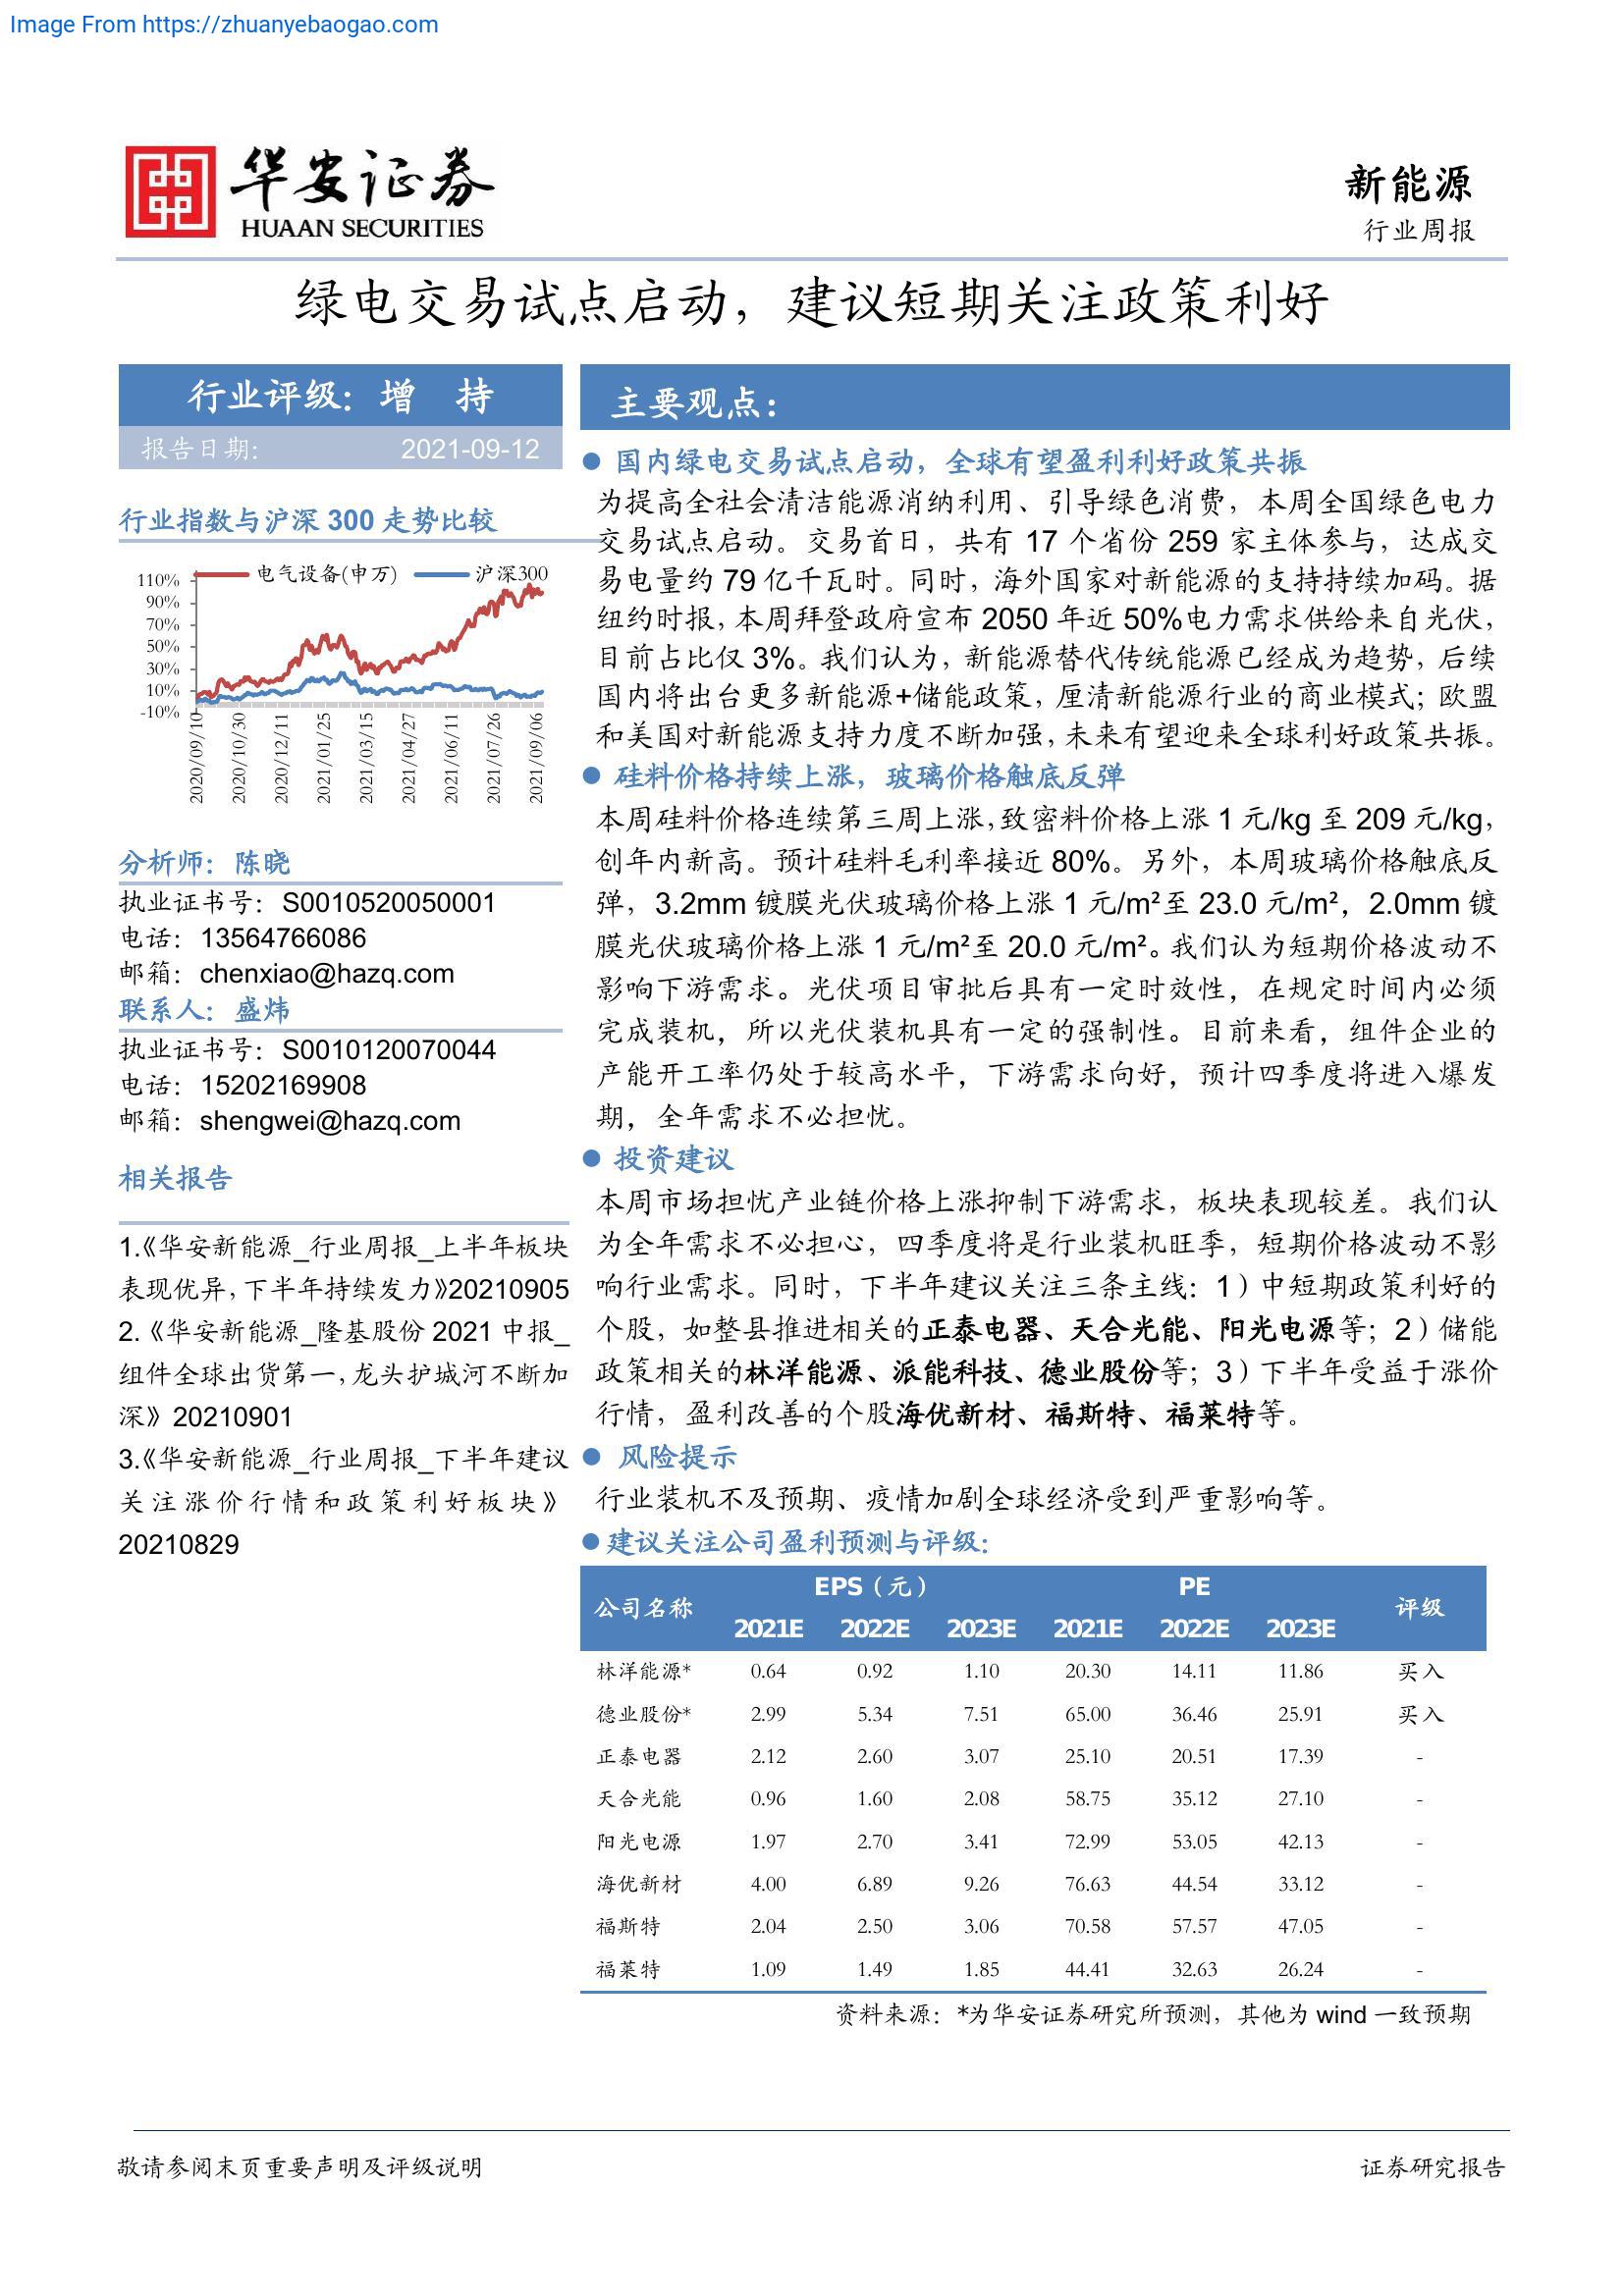 Image From https://zhuanyebaogao.com
华安证券
HUAAN SECURITIES
新能源
行业周报
绿电交易试点启动，建议短期关注政策利好
行业评级：增 持
报告日期： 2021-09-12
行业指数与沪深 300 走势比较
电气设备(申万) 沪深300
110%
90%
70%
50%
30%
10%
-10%
2020/09/10
2020/10/30
2020/12/11
2021/01/25
2021/03/15
2021/04/27
2021/06/11
2021/07/26
2021/09/06
分析师：陈晓
执业证书号：S0010520050001
电话：13564766086
邮箱：chenxiao@hazq.com
联系人：盛炜
执业证书号：S0010120070044
电话：15202169908
邮箱：shengwei@hazq.com
相关报告
1.《华安新能源_行业周报_上半年板块
表现优异，下半年持续发力》20210905
2.《华安新能源_隆基股份 2021 中报_
组件全球出货第一，龙头护城河不断加
深》20210901
3.《华安新能源_行业周报_下半年建议
关注涨价行情和政策利好板块》
20210829
主要观点：
● 国内绿电交易试点启动，全球有望盈利利好政策共振
为提高全社会清洁能源消纳利用、引导绿色消费，本周全国绿色电力
交易试点启动。交易首日，共有 17 个省份 259 家主体参与，达成交
易电量约 79 亿千瓦时。同时，海外国家对新能源的支持持续加码。据
纽约时报，本周拜登政府宣布 2050 年近 50%电力需求供给来自光伏，
目前占比仅 3%。我们认为，新能源替代传统能源已经成为趋势，后续
国内将出台更多新能源+储能政策，厘清新能源行业的商业模式；欧盟
和美国对新能源支持力度不断加强，未来有望迎来全球利好政策共振。
● 硅料价格持续上涨，玻璃价格触底反弹
本周硅料价格连续第三周上涨，致密料价格上涨 1 元/kg 至 209 元/kg，
创年内新高。预计硅料毛利率接近 80%。另外，本周玻璃价格触底反
弹，3.2mm 镀膜光伏玻璃价格上涨 1 元/m²至 23.0 元/m²，2.0mm 镀
膜光伏玻璃价格上涨 1 元/m²至 20.0 元/m²。我们认为短期价格波动不
影响下游需求。光伏项目审批后具有一定时效性，在规定时间内必须
完成装机，所以光伏装机具有一定的强制性。目前来看，组件企业的
产能开工率仍处于较高水平，下游需求向好，预计四季度将进入爆发
期，全年需求不必担忧。
● 投资建议
本周市场担忧产业链价格上涨抑制下游需求，板块表现较差。我们认
为全年需求不必担心，四季度将是行业装机旺季，短期价格波动不影
响行业需求。同时，下半年建议关注三条主线：1）中短期政策利好的
个股，如整县推进相关的正泰电器、天合光能、阳光电源等；2）储能
政策相关的林洋能源、派能科技、德业股份等；3）下半年受益于涨价
行情，盈利改善的个股海优新材、福斯特、福莱特等。
● 风险提示
行业装机不及预期、疫情加剧全球经济受到严重影响等。
● 建议关注公司盈利预测与评级：
公司名称 EPS（元） PE 评级
2021E 2022E 2023E 2021E 2022E 2023E
林洋能源* 0.64 0.92 1.10 20.30 14.11 11.86 买入
德业股份* 2.99 5.34 7.51 65.00 36.46 25.91 买入
正泰电器 2.12 2.60 3.07 25.10 20.51 17.39 -
天合光能 0.96 1.60 2.08 58.75 35.12 27.10 -
阳光电源 1.97 2.70 3.41 72.99 53.05 42.13 -
海优新材 4.00 6.89 9.26 76.63 44.54 33.12 -
福斯特 2.04 2.50 3.06 70.58 57.57 47.05 -
福莱特 1.09 1.49 1.85 44.41 32.63 26.24 -
资料来源：*为华安证券研究所预测，其他为 wind 一致预期
敬请参阅末页重要声明及评级说明 证券研究报告